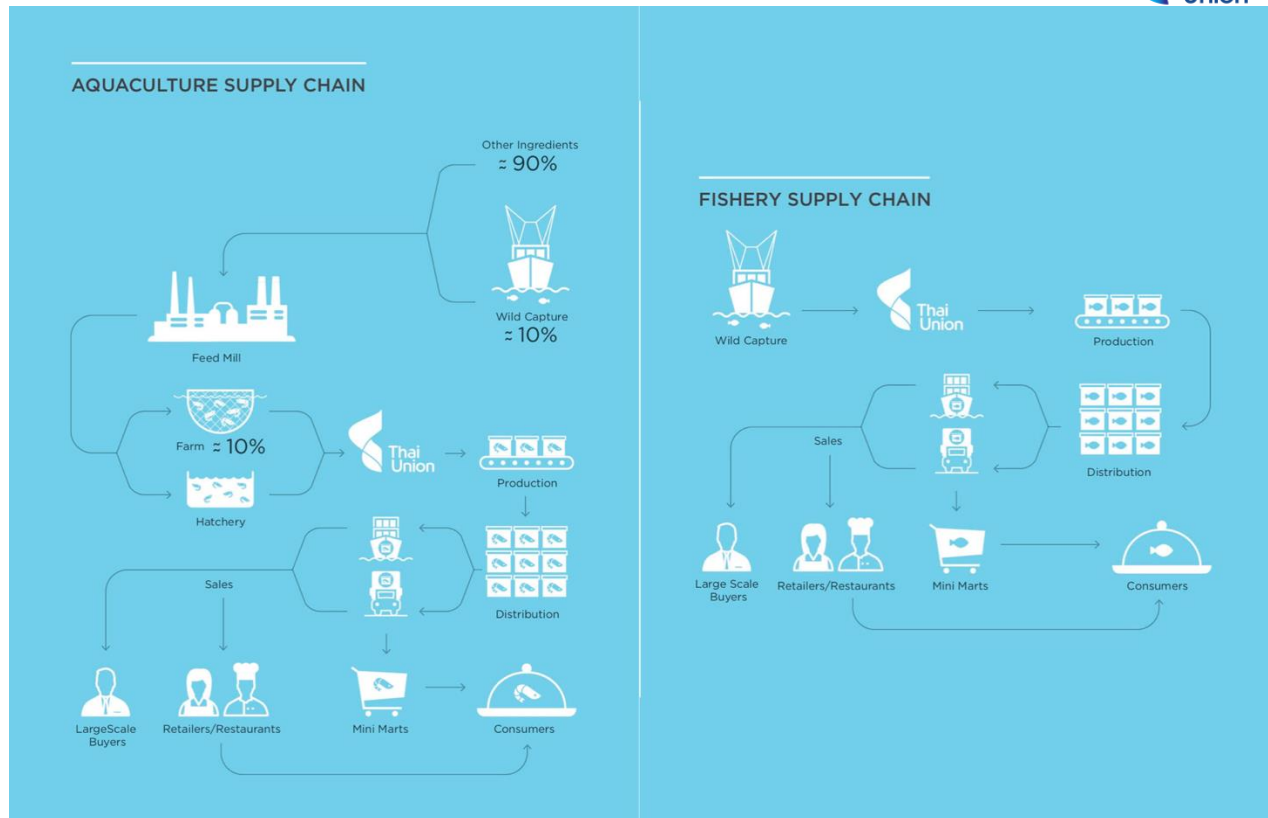 Union
AQUACULTURE SUPPLY CHAIN
Other Ingredients
≈ 90%
Wild Capture
≈ 10%
Feed Mill
Farm ≈ 10%
Hatchery
Thai
Union
Production
Distribution
Sales
LargeScale
Buyers
Retailers/Restaurants
Mini Marts
Consumers
FISHERY SUPPLY CHAIN
Wild Capture
Thai
Union
Production
Distribution
Sales
Large Scale
Buyers
Retailers/Restaurants
Mini Marts
Consumers